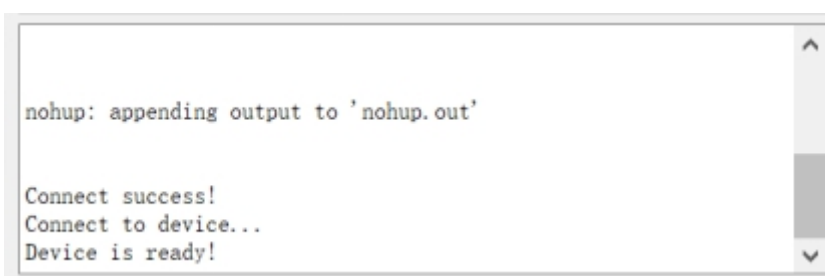 nohup: appending output to 'nohup.out'
Connect success!
Connect to device...
Device is ready!